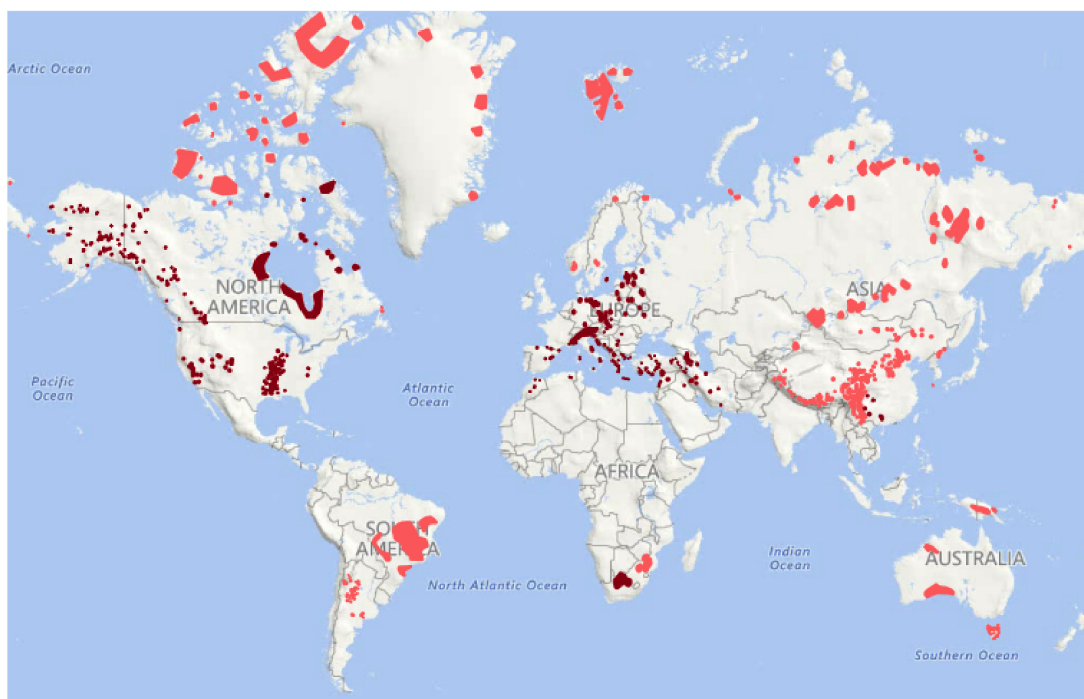 Arctic Ocean
NORTH
AMERICA
EUROPE
ASIA
Pacific
Ocean
Atlantic
Ocean
AFRICA
SOUTH
AMERICA
Indian
Ocean
AUSTRALIA
North Atlantic Ocean
Southern Ocean